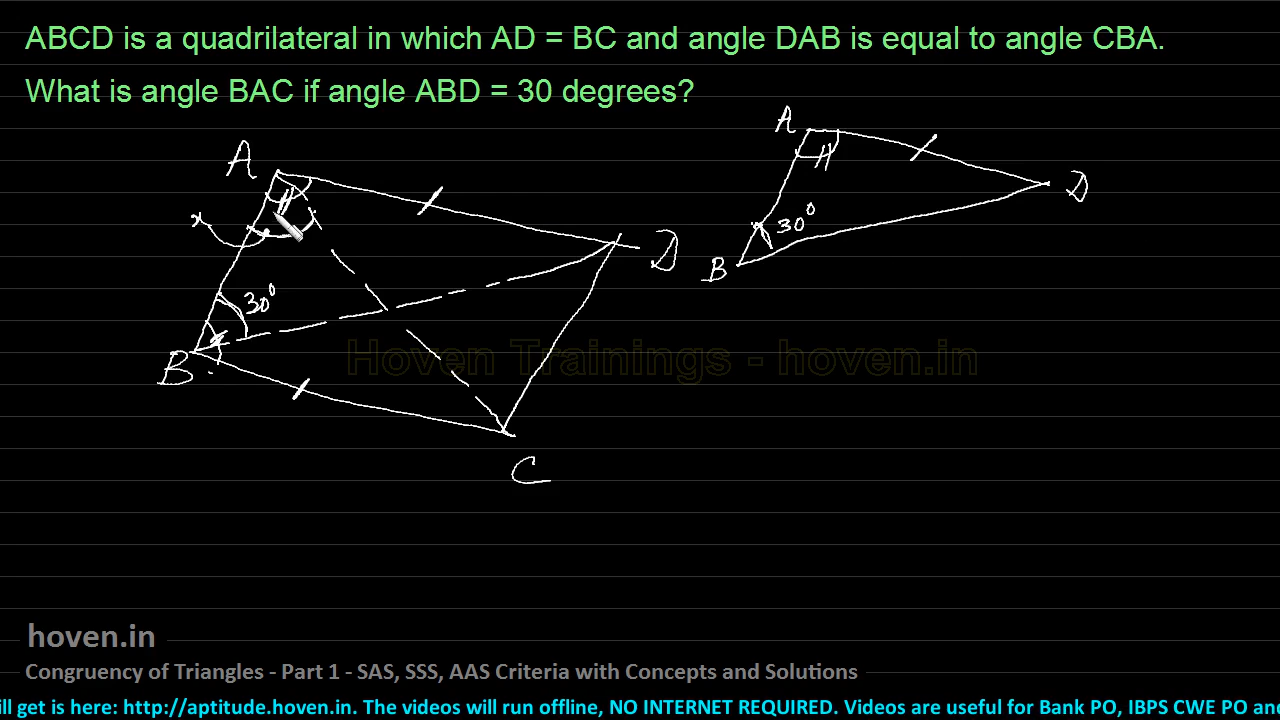 ABCD is a quadrilateral in which AD = BC and angle DAB is equal to angle CBA.
What is angle BAC if angle ABD = 30 degrees?
A
A
x
D
D
30°
B
30°
B
C
Hoven Trainings - hoven.in
hoven.in
Congruency of Triangles - Part 1 - SAS, SSS, AAS Criteria with Concepts and Solutions
ill get is here: http://aptitude.hoven.in. The videos will run offline, NO INTERNET REQUIRED. Videos are useful for Bank PO, IBPS CWE PO and